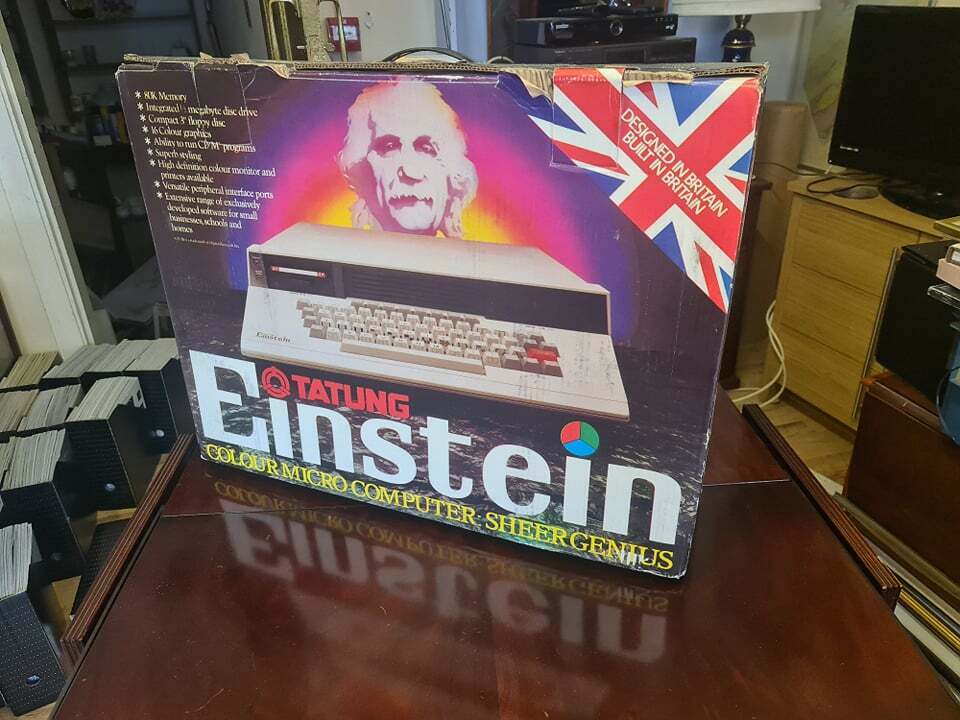 * 80K Memory
* Integrated ½ megabyte disc drive
* Compact 3" floppy disc
* 16 Colour graphics
* Ability to run CP/M programs
* Superb styling
* High definition colour monitor and
printers available
* Versatile peripheral interface ports
* Extensive range of exclusively
developed software for small
businesses, schools and
homes
DESIGNED IN BRITAIN
BUILT IN BRITAIN
Einstein
TATUNG
Einstein
COLOUR MICRO COMPUTER-SHEER GENIUS